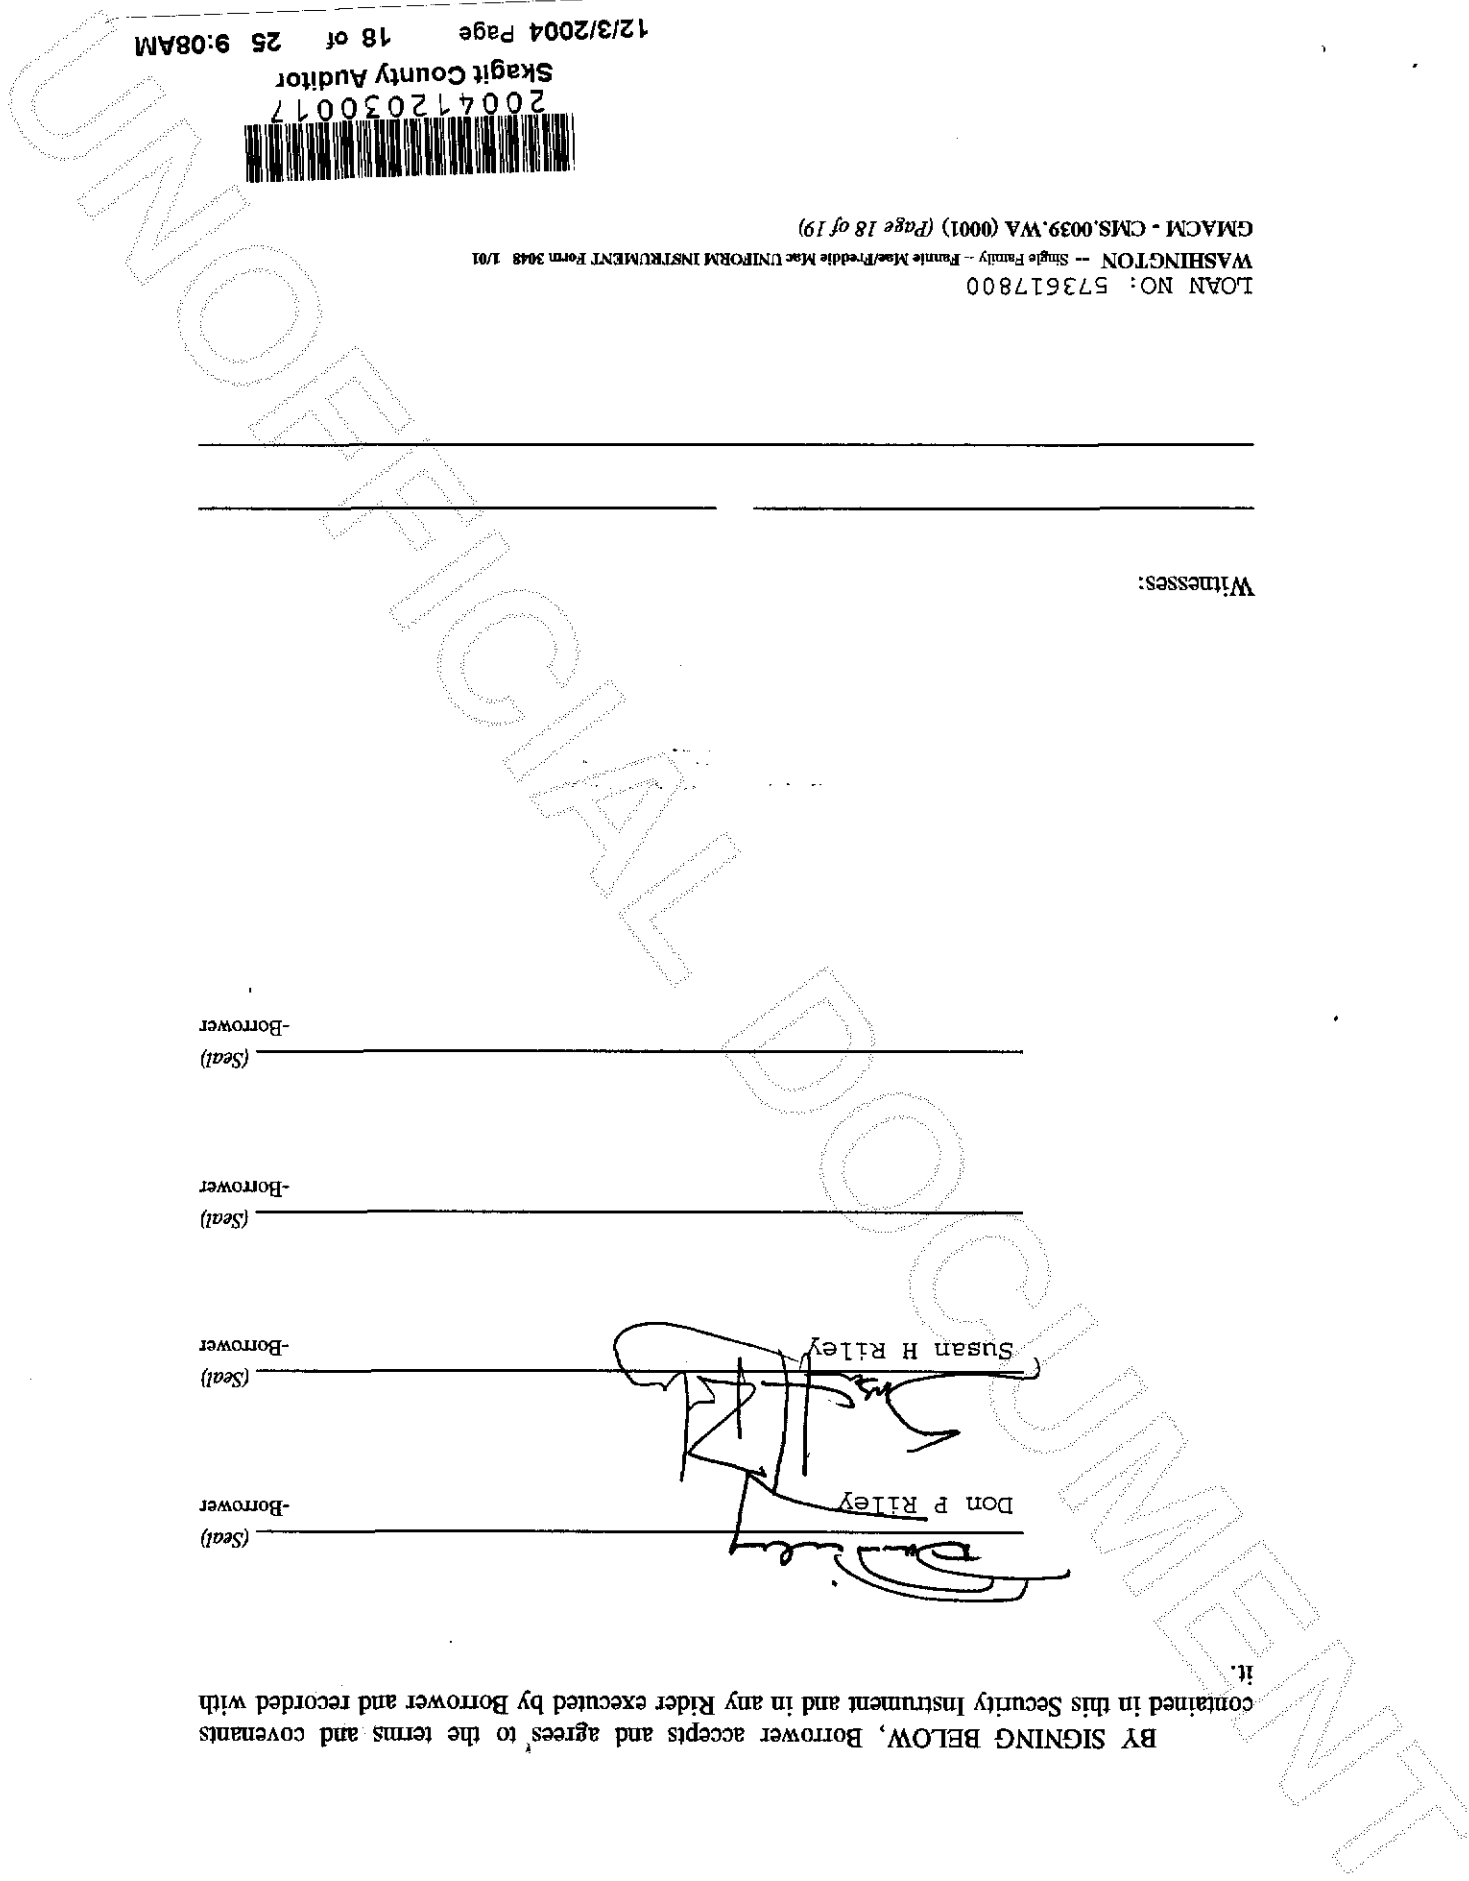 BY SIGNING BELOW, Borrower accepts and agrees to the terms and covenants
contained in this Security Instrument and in any Rider executed by Borrower and recorded with
it.
(Seal)
Don P Riley
-Borrower
(Seal)
Susan H Riley
-Borrower
(Seal)
-Borrower
(Seal)
-Borrower
Witnesses:
LOAN NO: 573617800
WASHINGTON -- Single Family -- Fannie Mae/Freddie Mac UNIFORM INSTRUMENT Form 3048 1/01
GMACM - CMS.0039.WA (0001) (Page 18 of 19)
200412030017
Skagit County Auditor
12/3/2004 Page 18 of 25 9:08AM
UNOFFICIAL DOCUMENT